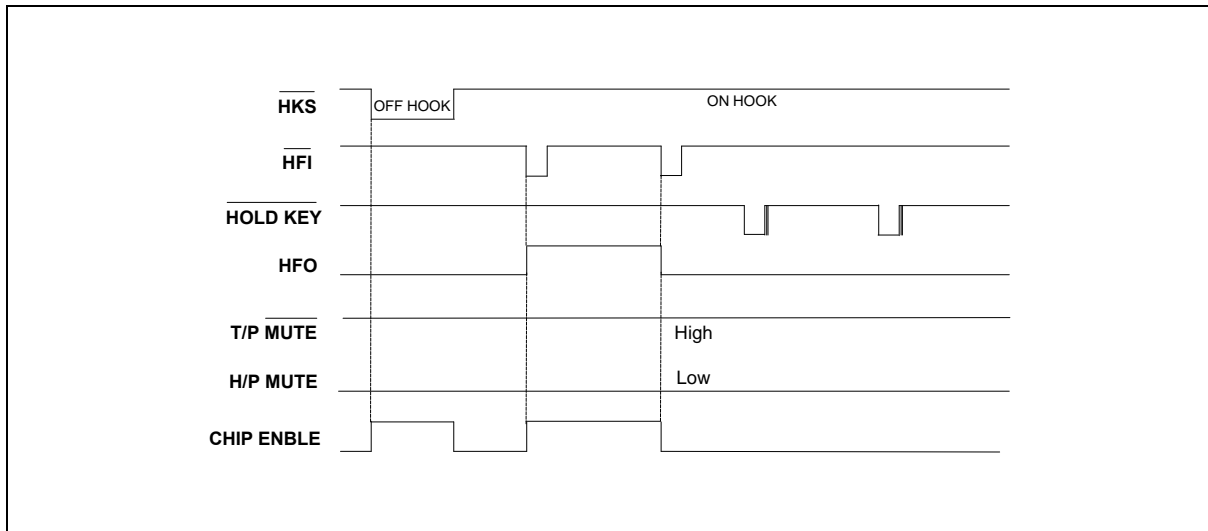 HKS
OFF HOOK
ON HOOK
HFI
HOLD KEY
HFO
T/P MUTE
High
H/P MUTE
Low
CHIP ENBLE